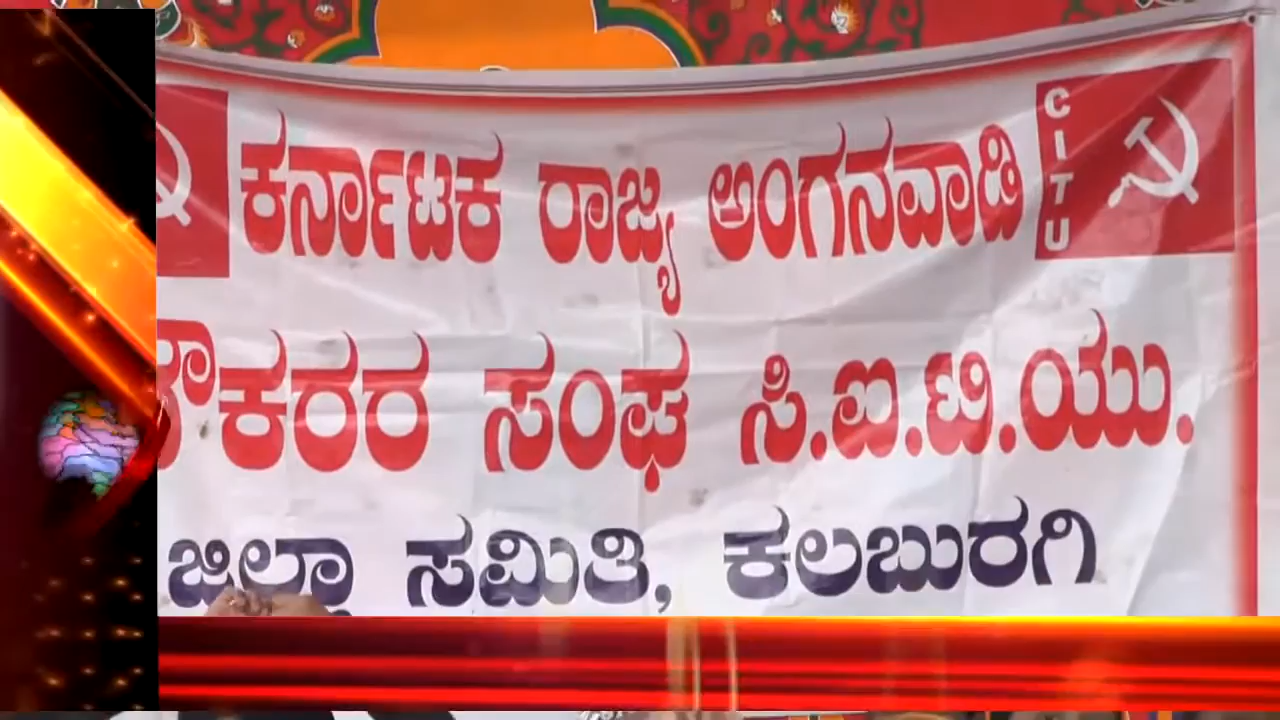 ಕರ್ನಾಟಕ ರಾಜ್ಯ ಅಂಗನವಾಡಿ
CITU
ನೌಕರರ ಸಂಘ ಸಿ.ಐ.ಟಿ.ಯು.
ಜಿಲ್ಲಾ ಸಮಿತಿ, ಕಲಬುರಗಿ